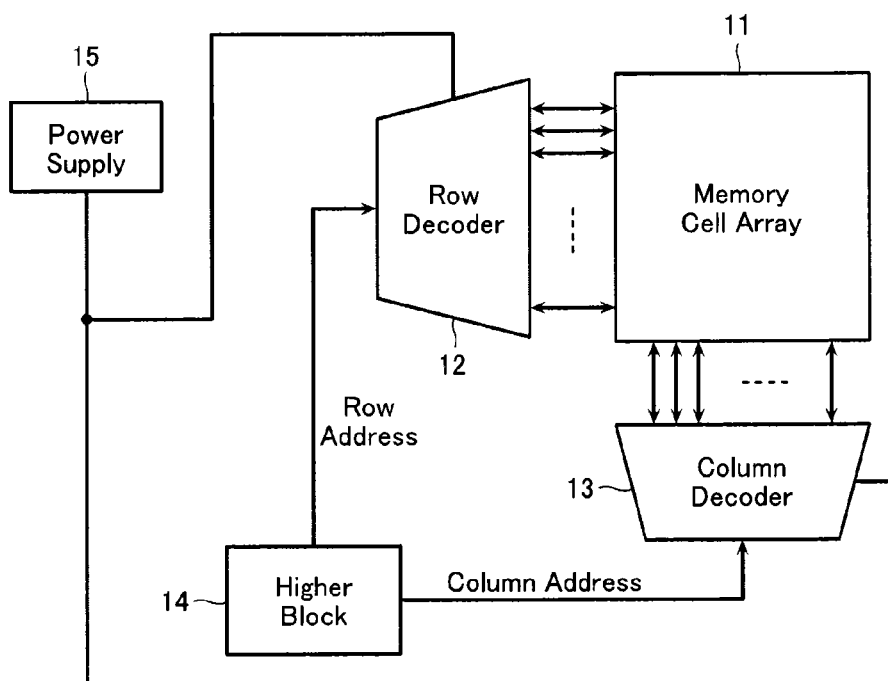 11
15
Power
Supply
Row
Decoder
Memory
Cell Array
12
Row
Address
13
Column
Decoder
14
Higher
Block
Column Address